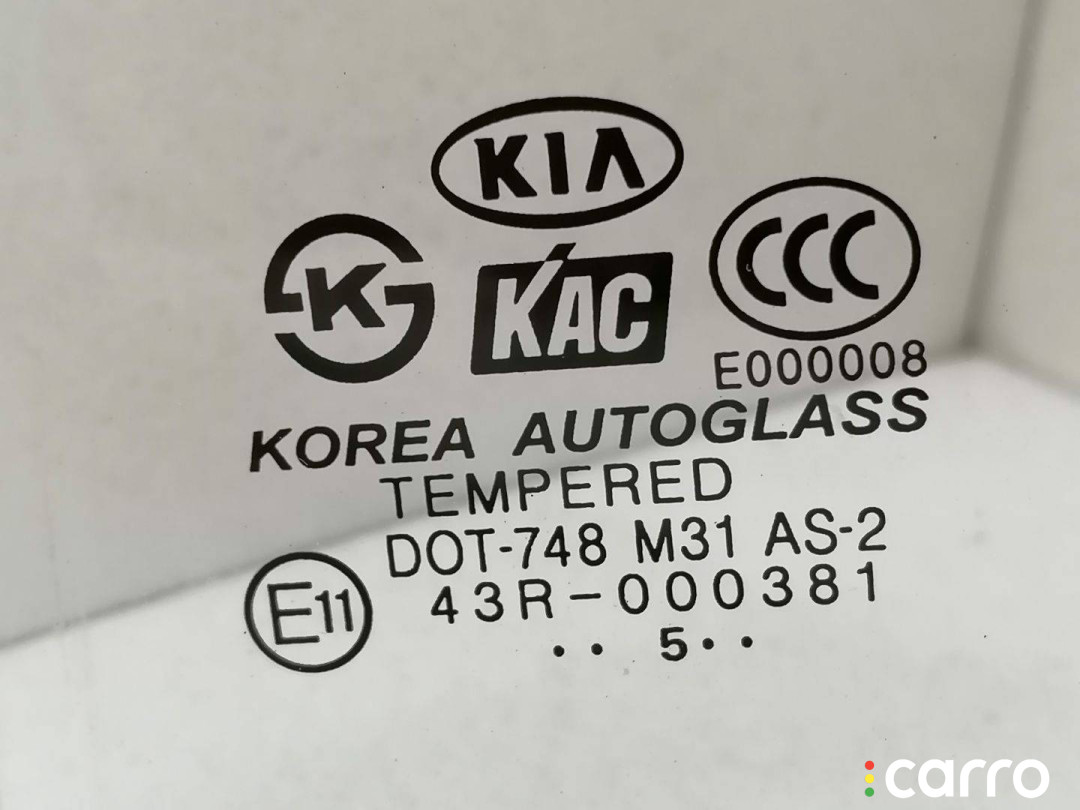 KIA
K
KAC
CCC
E000008
KOREA AUTOGLASS
TEMPERED
DOT-748 M31 AS-2
E11
43R-000381
. . 5 . .
carro